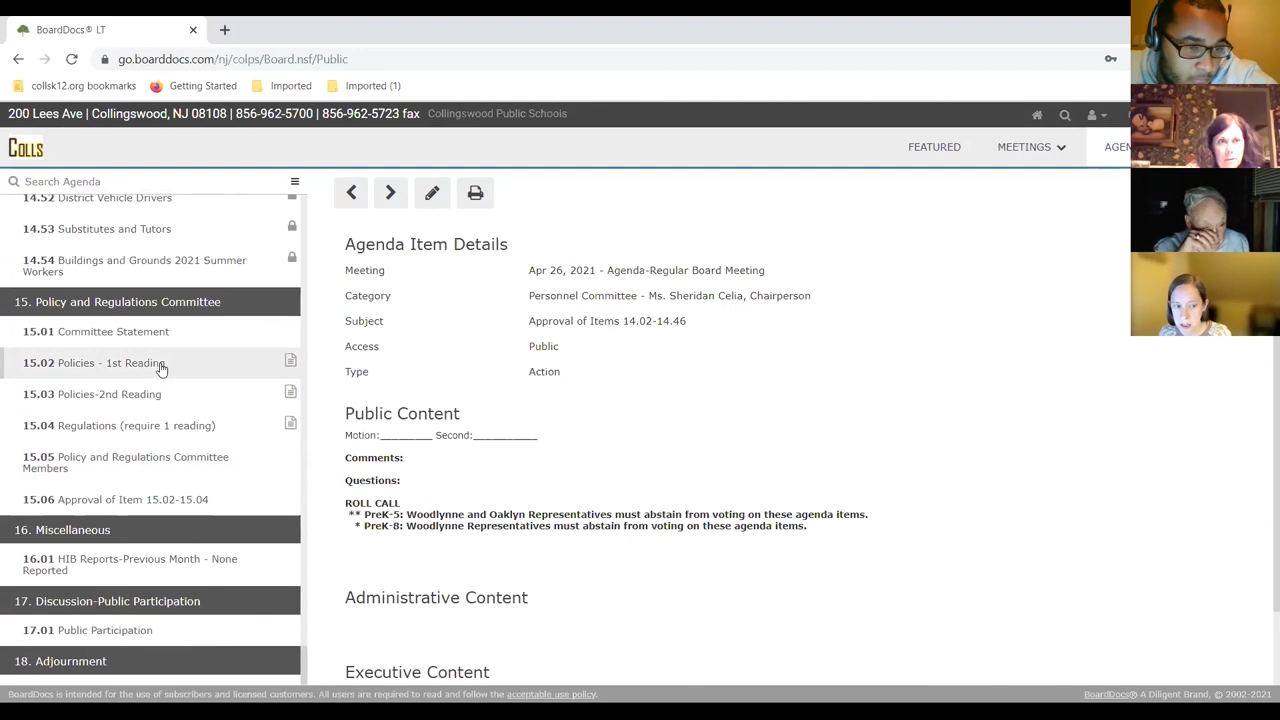 BoardDocs® LT
go.boarddocs.com/nj/colps/Board.nsf/Public
collsk12.org bookmarks Getting Started Imported Imported (1)
200 Lees Ave | Collingswood, NJ 08108 | 856-962-5700 | 856-962-5723 fax Collingswood Public Schools
COLLS
FEATURED MEETINGS AGEN
Search Agenda
14.52 District Vehicle Drivers
14.53 Substitutes and Tutors
14.54 Buildings and Grounds 2021 Summer
Workers
15. Policy and Regulations Committee
15.01 Committee Statement
15.02 Policies - 1st Reading
15.03 Policies-2nd Reading
15.04 Regulations (require 1 reading)
15.05 Policy and Regulations Committee
Members
15.06 Approval of Item 15.02-15.04
16. Miscellaneous
16.01 HIB Reports-Previous Month - None
Reported
17. Discussion-Public Participation
17.01 Public Participation
18. Adjournment
Agenda Item Details
Meeting Apr 26, 2021 - Agenda-Regular Board Meeting
Category Personnel Committee - Ms. Sheridan Celia, Chairperson
Subject Approval of Items 14.02-14.46
Access Public
Type Action
Public Content
Motion:________ Second:__________
Comments:
Questions:
ROLL CALL
** PreK-5: Woodlynne and Oaklyn Representatives must abstain from voting on these agenda items.
* PreK-8: Woodlynne Representatives must abstain from voting on these agenda items.
Administrative Content
Executive Content
BoardDocs is intended for the use of subscribers and licensed customers. All users are required to read and follow the acceptable use policy. BoardDocs® A Diligent Brand, © 2002-2021